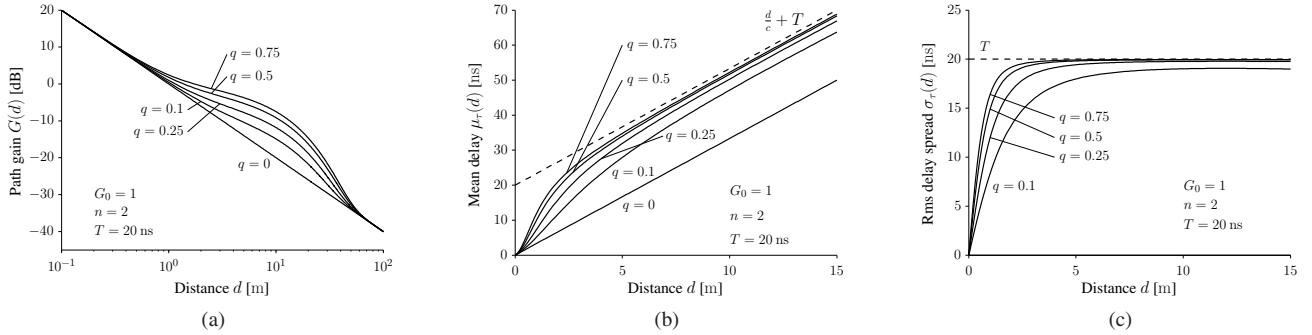 20
10
0
−10
−20
−30
−40
Path gain G(d) [dB]
q = 0.75
q = 0.5
q = 0.1
q = 0.25
q = 0
G₀ = 1
n = 2
T = 20 ns
10⁻¹
10⁰
10¹
10²
Distance d [m]
(a)
70
60
50
40
30
20
10
0
Mean delay μτ(d) [ns]
d/c + T
q = 0.75
q = 0.5
q = 0.25
q = 0.1
q = 0
G₀ = 1
n = 2
T = 20 ns
0
5
10
15
Distance d [m]
(b)
25
20
15
10
5
0
Rms delay spread στ(d) [ns]
T
q = 0.75
q = 0.5
q = 0.25
q = 0.1
G₀ = 1
n = 2
T = 20 ns
0
5
10
15
Distance d [m]
(c)